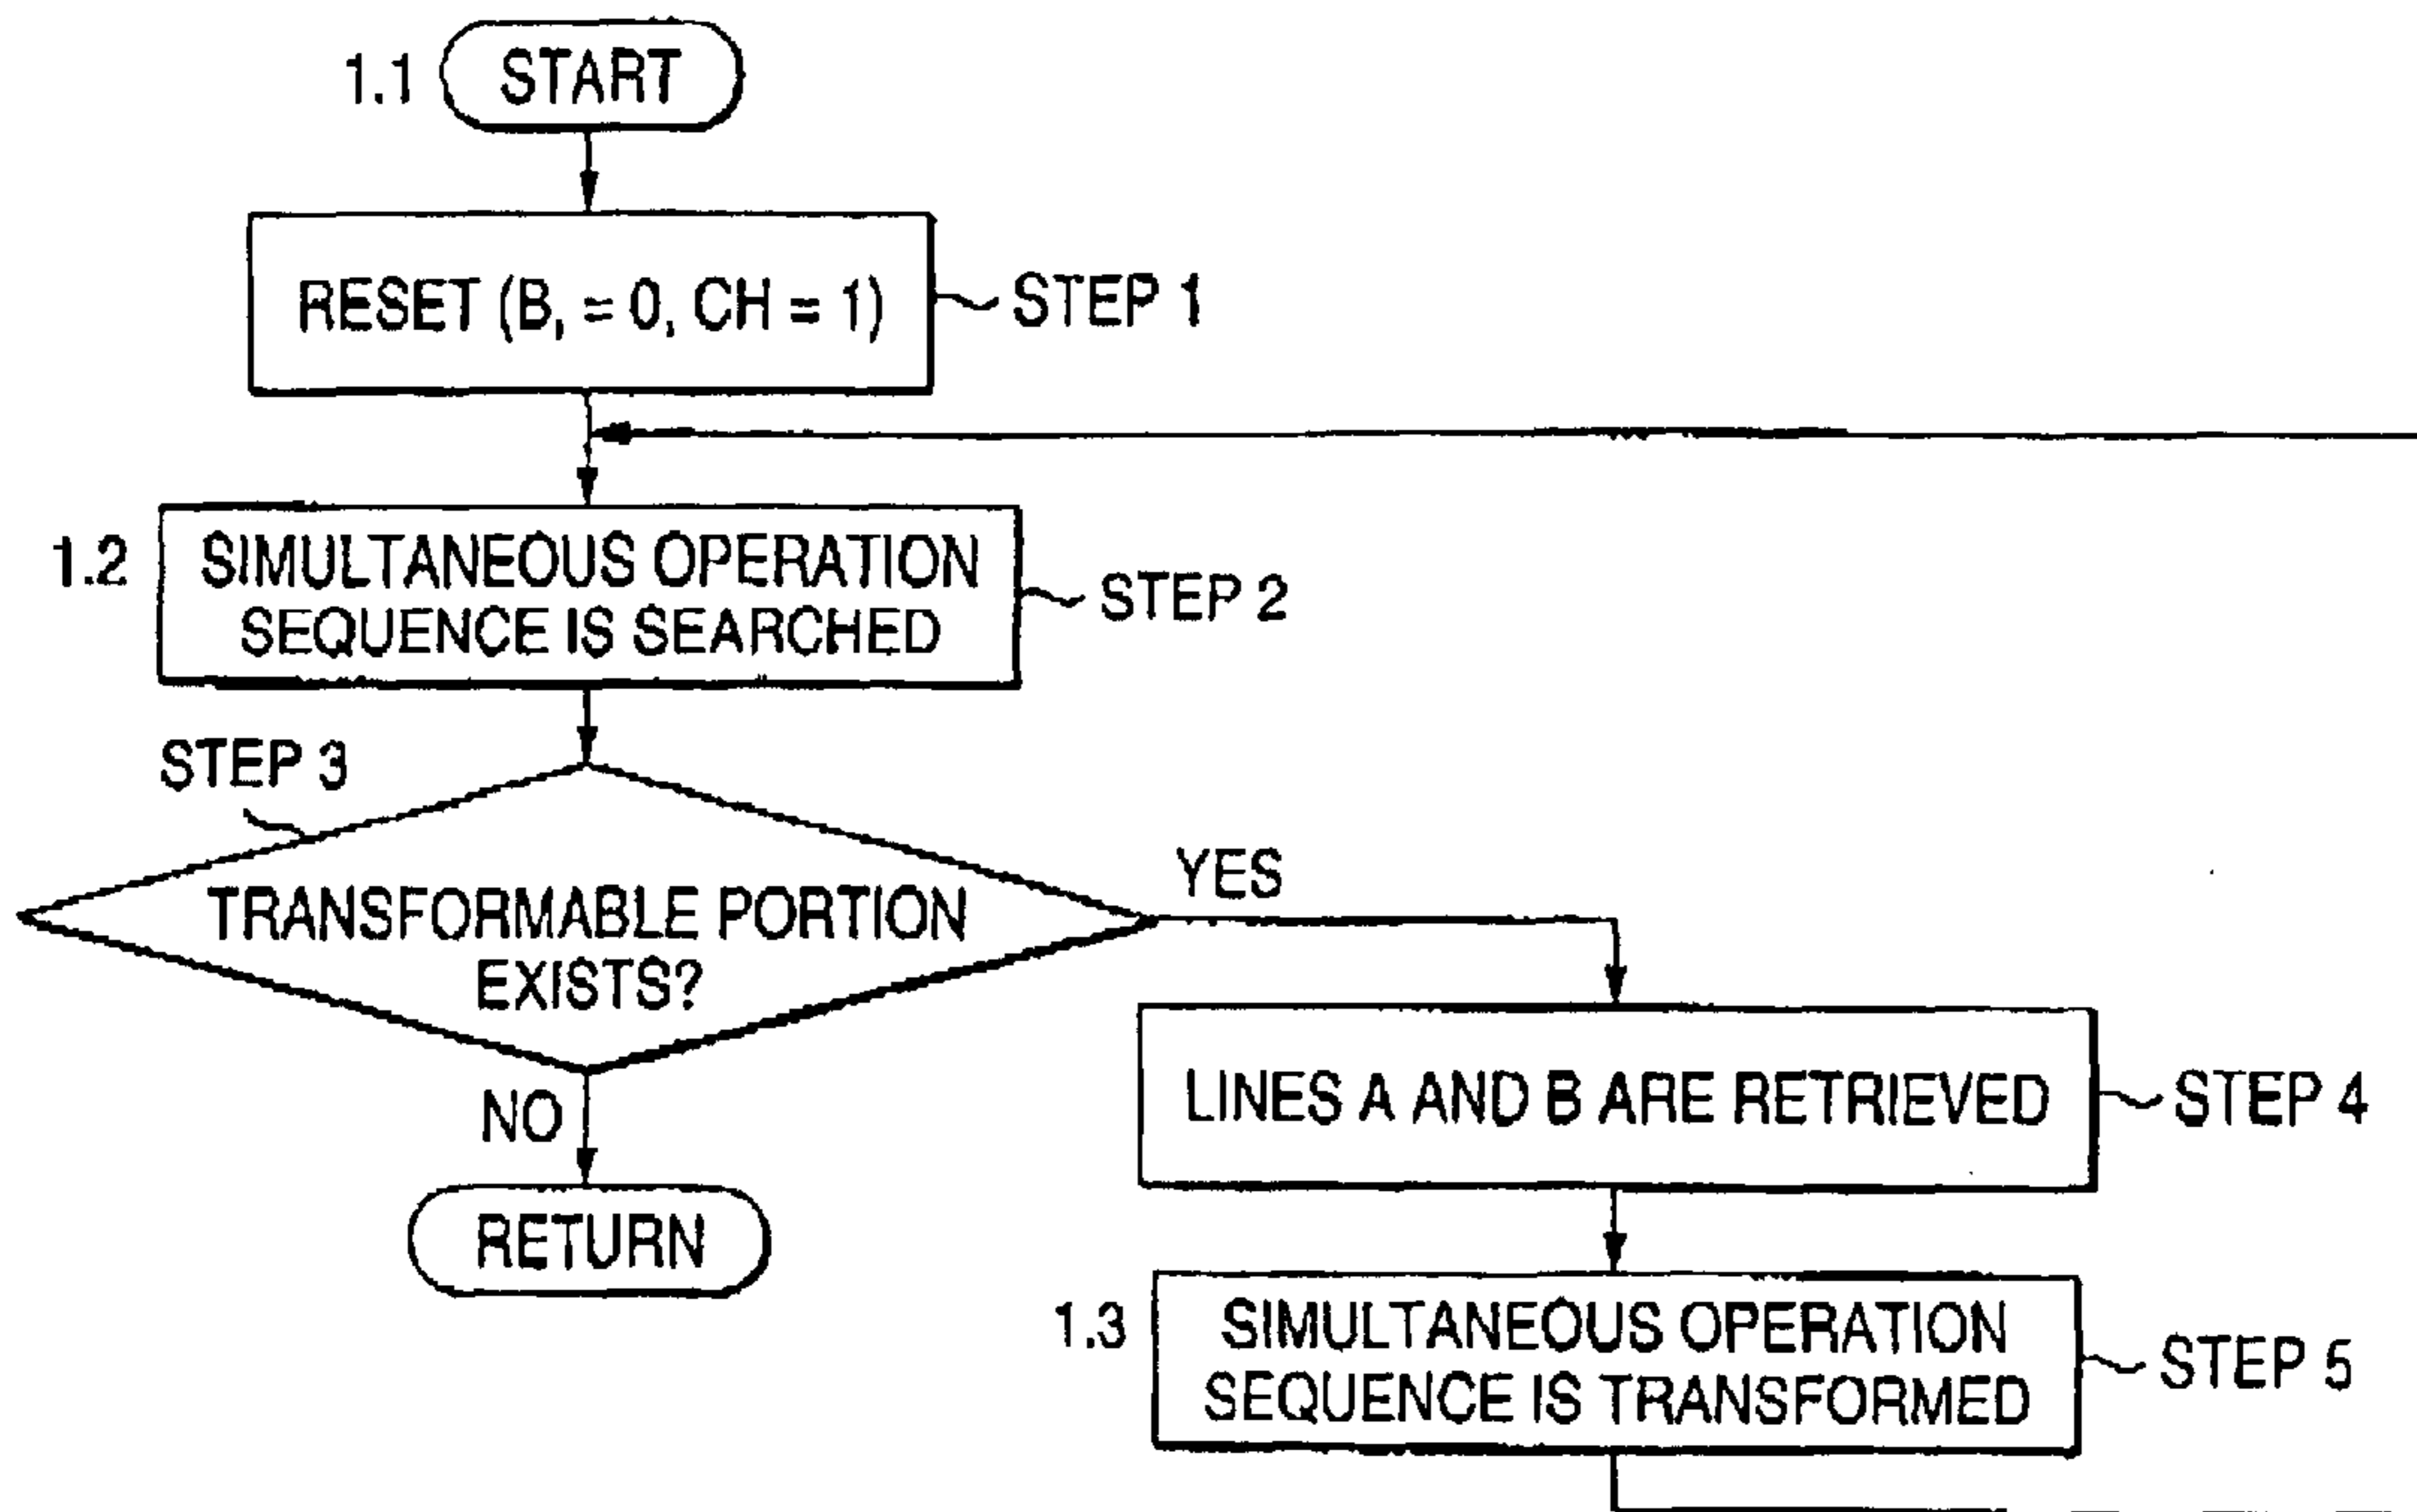 1.1 START
RESET (B, = 0, CH = 1)
STEP 1
1.2 SIMULTANEOUS OPERATION
SEQUENCE IS SEARCHED
STEP 2
STEP 3
TRANSFORMABLE PORTION
EXISTS?
YES
NO
RETURN
LINES A AND B ARE RETRIEVED
STEP 4
1.3 SIMULTANEOUS OPERATION
SEQUENCE IS TRANSFORMED
STEP 5